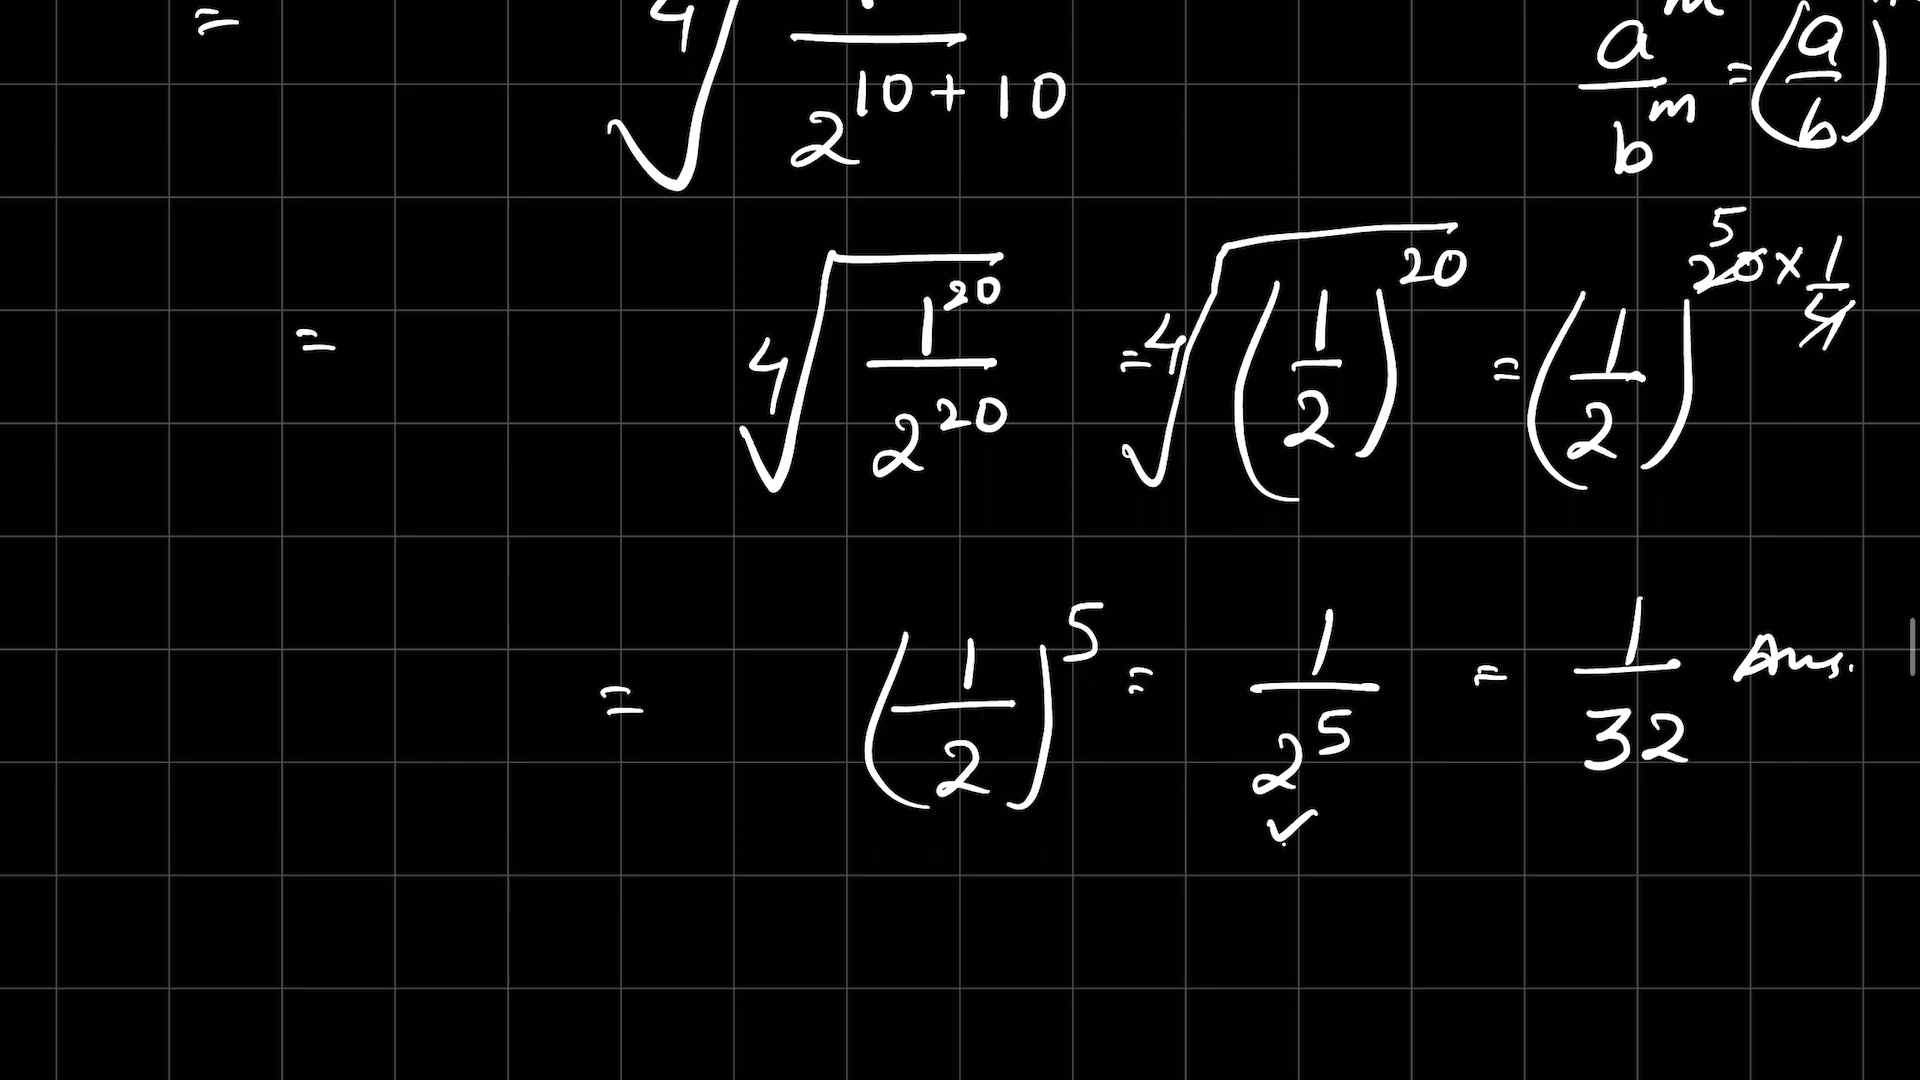 = ⁴√ ― / 2^(10+10)
a^m / b^m = (a/b)
= ⁴√(1^20 / 2^20) = ⁴√((1/2)^20) = (1/2)^(20 × 1/4) 5
= (1/2)^5 = 1/2^5 = 1/32 Ans.
✓